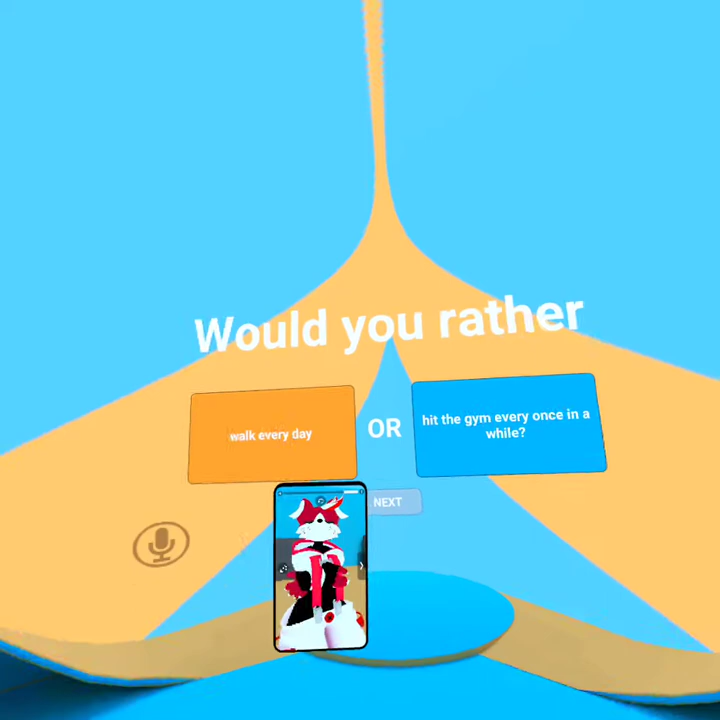 Would you rather
walk every day
OR
hit the gym every once in a
while?
NEXT